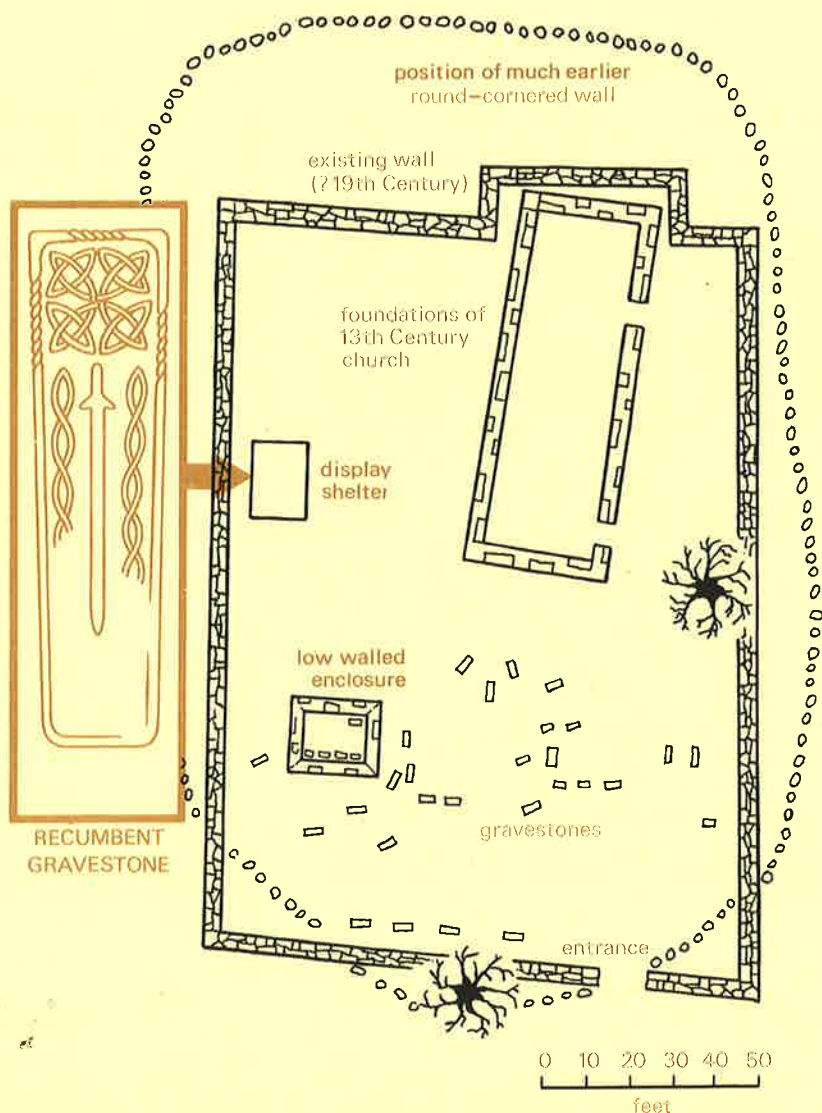 position of much earlier
round-cornered wall
existing wall
(?19th Century)
foundations of
13th Century
church
display
shelter
low walled
enclosure
RECUMBENT
GRAVESTONE
gravestones
entrance
0 10 20 30 40 50
feet